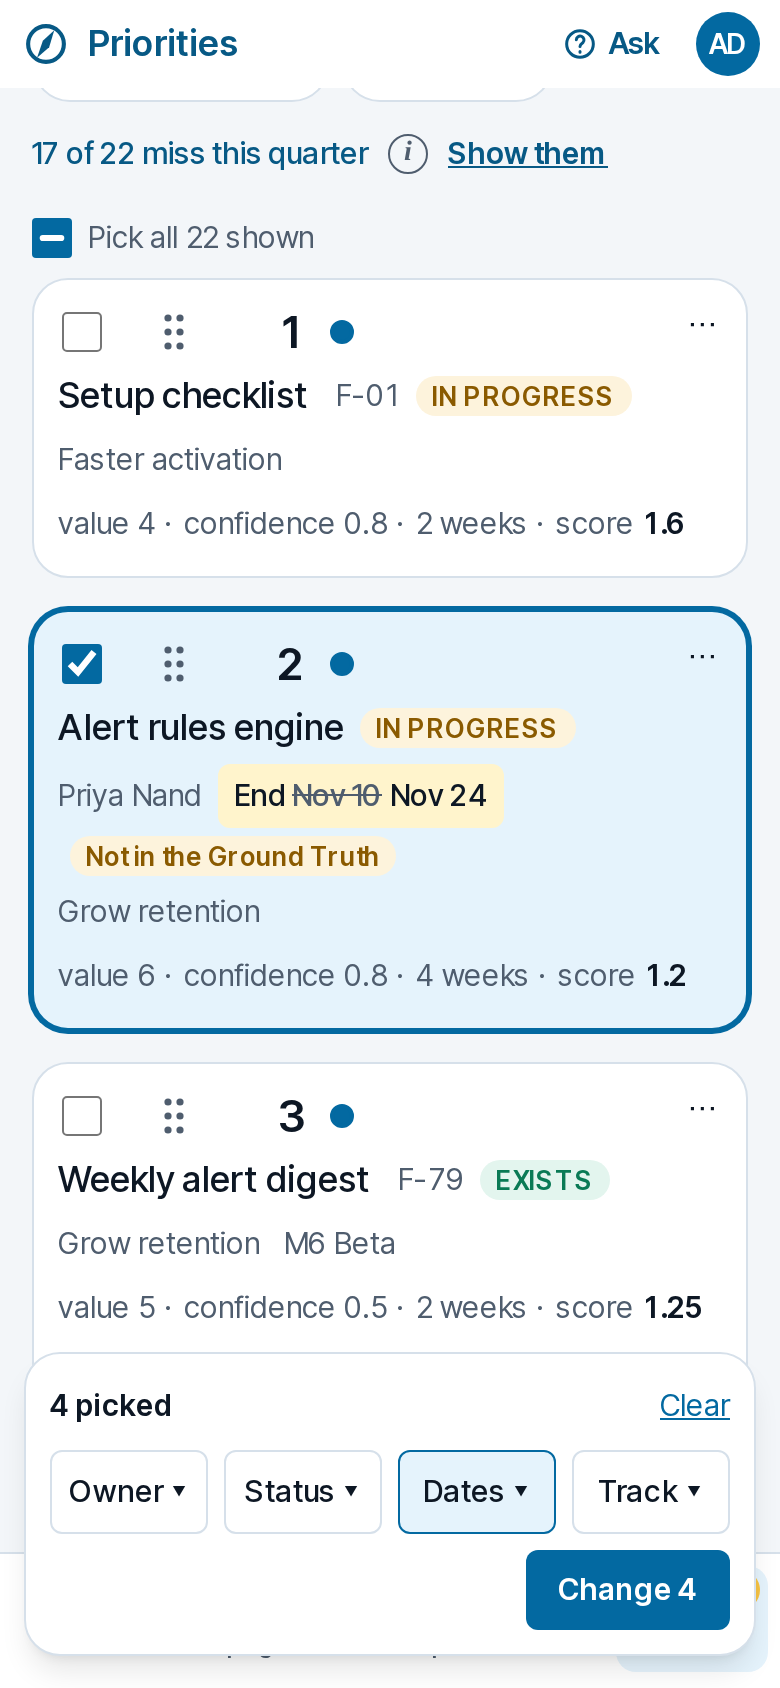 Priorities
Ask
AD
17 of 22 miss this quarter i Show them
Pick all 22 shown
1 ...
Setup checklist F-01 IN PROGRESS
Faster activation
value 4 · confidence 0.8 · 2 weeks · score 1.6
2 ...
Alert rules engine IN PROGRESS
Priya Nand End Nov 10 Nov 24
Not in the Ground Truth
Grow retention
value 6 · confidence 0.8 · 4 weeks · score 1.2
3 ...
Weekly alert digest F-79 EXISTS
Grow retention M6 Beta
value 5 · confidence 0.5 · 2 weeks · score 1.25
4 picked Clear
Owner ▾ Status ▾ Dates ▾ Track ▾
Change 4